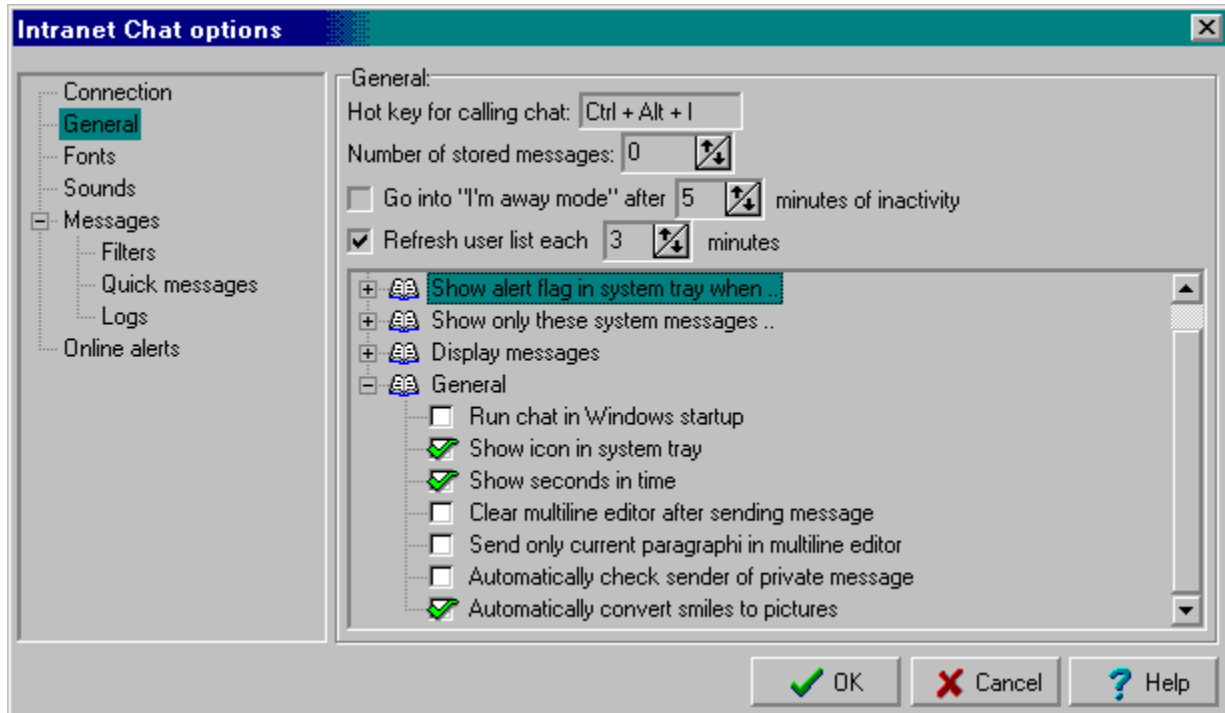 Intranet Chat options
Connection
General
Fonts
Sounds
Messages
Filters
Quick messages
Logs
Online alerts
General:
Hot key for calling chat: Ctrl + Alt + I
Number of stored messages: 0
Go into "I'm away mode" after 5 minutes of inactivity
Refresh user list each 3 minutes
Show alert flag in system tray when ..
Show only these system messages ..
Display messages
General
Run chat in Windows startup
Show icon in system tray
Show seconds in time
Clear multiline editor after sending message
Send only current paragraphi in multiline editor
Automatically check sender of private message
Automatically convert smiles to pictures
OK Cancel Help